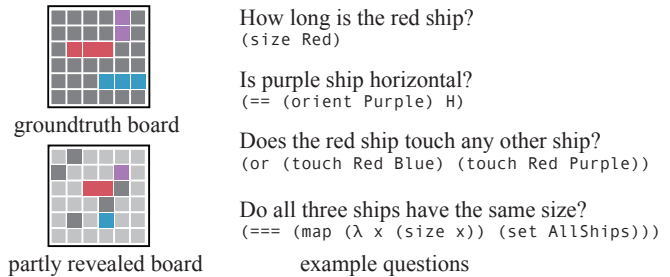 How long is the red ship?
(size Red)
Is purple ship horizontal?
(== (orient Purple) H)
groundtruth board
Does the red ship touch any other ship?
(or (touch Red Blue) (touch Red Purple))
Do all three ships have the same size?
(=== (map (λ x (size x)) (set AllShips)))
partly revealed board
example questions